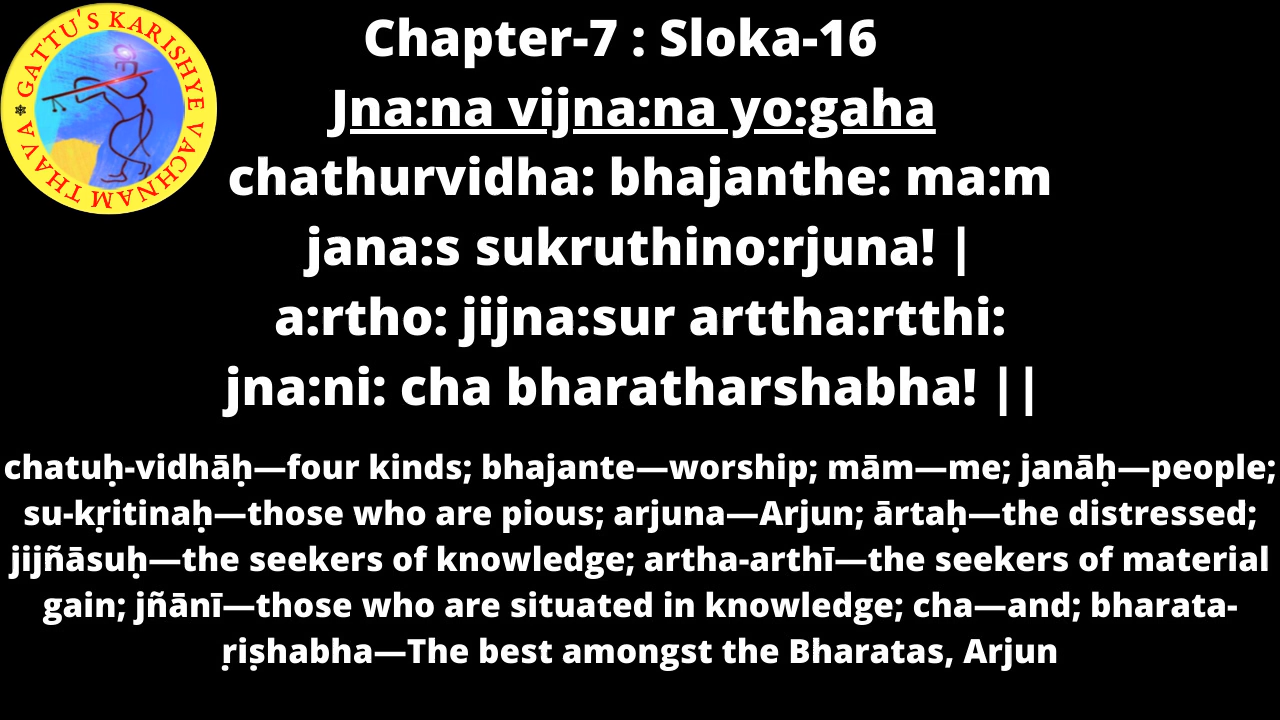 GATTU'S KARISHYE VACHNAM THAVA
Chapter-7 : Sloka-16
Jna:na vijna:na yo:gaha
chathurvidha: bhajanthe: ma:m
jana:s sukruthino:rjuna! |
a:rtho: jijna:sur arttha:rtthi:
jna:ni: cha bharatharshabha! ||
chatuḥ-vidhāḥ—four kinds; bhajante—worship; mām—me; janāḥ—people;
su-kṛitinaḥ—those who are pious; arjuna—Arjun; ārtaḥ—the distressed;
jijñāsuḥ—the seekers of knowledge; artha-arthī—the seekers of material
gain; jñānī—those who are situated in knowledge; cha—and; bharata-
ṛiṣhabha—The best amongst the Bharatas, Arjun